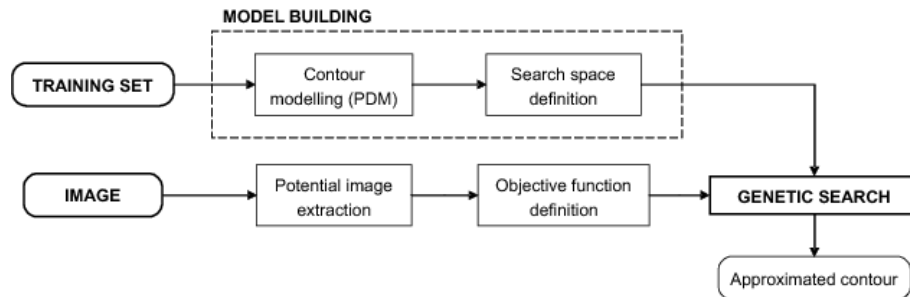 MODEL BUILDING
TRAINING SET
Contour
modelling (PDM)
Search space
definition
IMAGE
Potential image
extraction
Objective function
definition
GENETIC SEARCH
Approximated contour